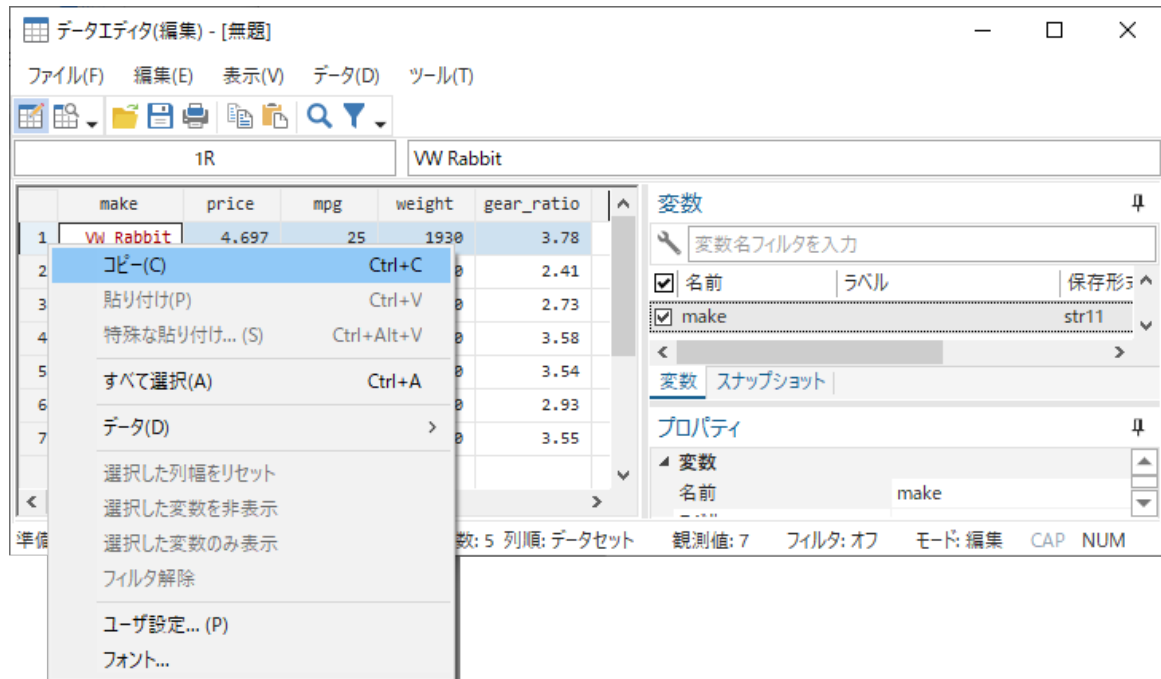 データエディタ(編集) - [無題]
ファイル(F) 編集(E) 表示(V) データ(D) ツール(T)
1R VW Rabbit
make price mpg weight gear_ratio
1 VW Rabbit 4,697 25 1930 3.78
2 2.41
3 2.73
4 3.58
5 3.54
6 2.93
7 3.55
コピー(C) Ctrl+C
貼り付け(P) Ctrl+V
特殊な貼り付け... (S) Ctrl+Alt+V
すべて選択(A) Ctrl+A
データ(D)
選択した列幅をリセット
選択した変数を非表示
選択した変数のみ表示
フィルタ解除
ユーザ設定... (P)
フォント...
変数
変数名フィルタを入力
名前 ラベル 保存形
make str11
変数 スナップショット
プロパティ
変数
名前 make
準 数: 5 列順: データセット 観測値: 7 フィルタ: オフ モード: 編集 CAP NUM